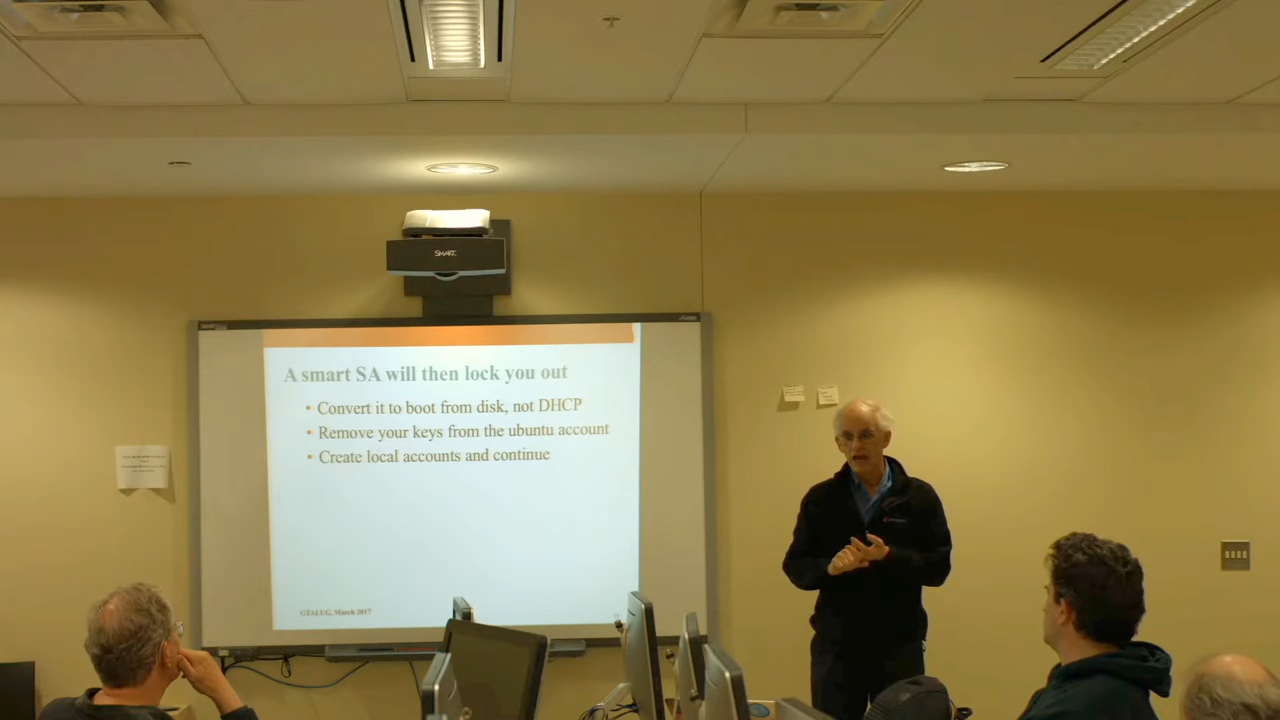 SMART
A smart SA will then lock you out
• Convert it to boot from disk, not DHCP
• Remove your keys from the ubuntu account
• Create local accounts and continue
GTALUG, March 2017